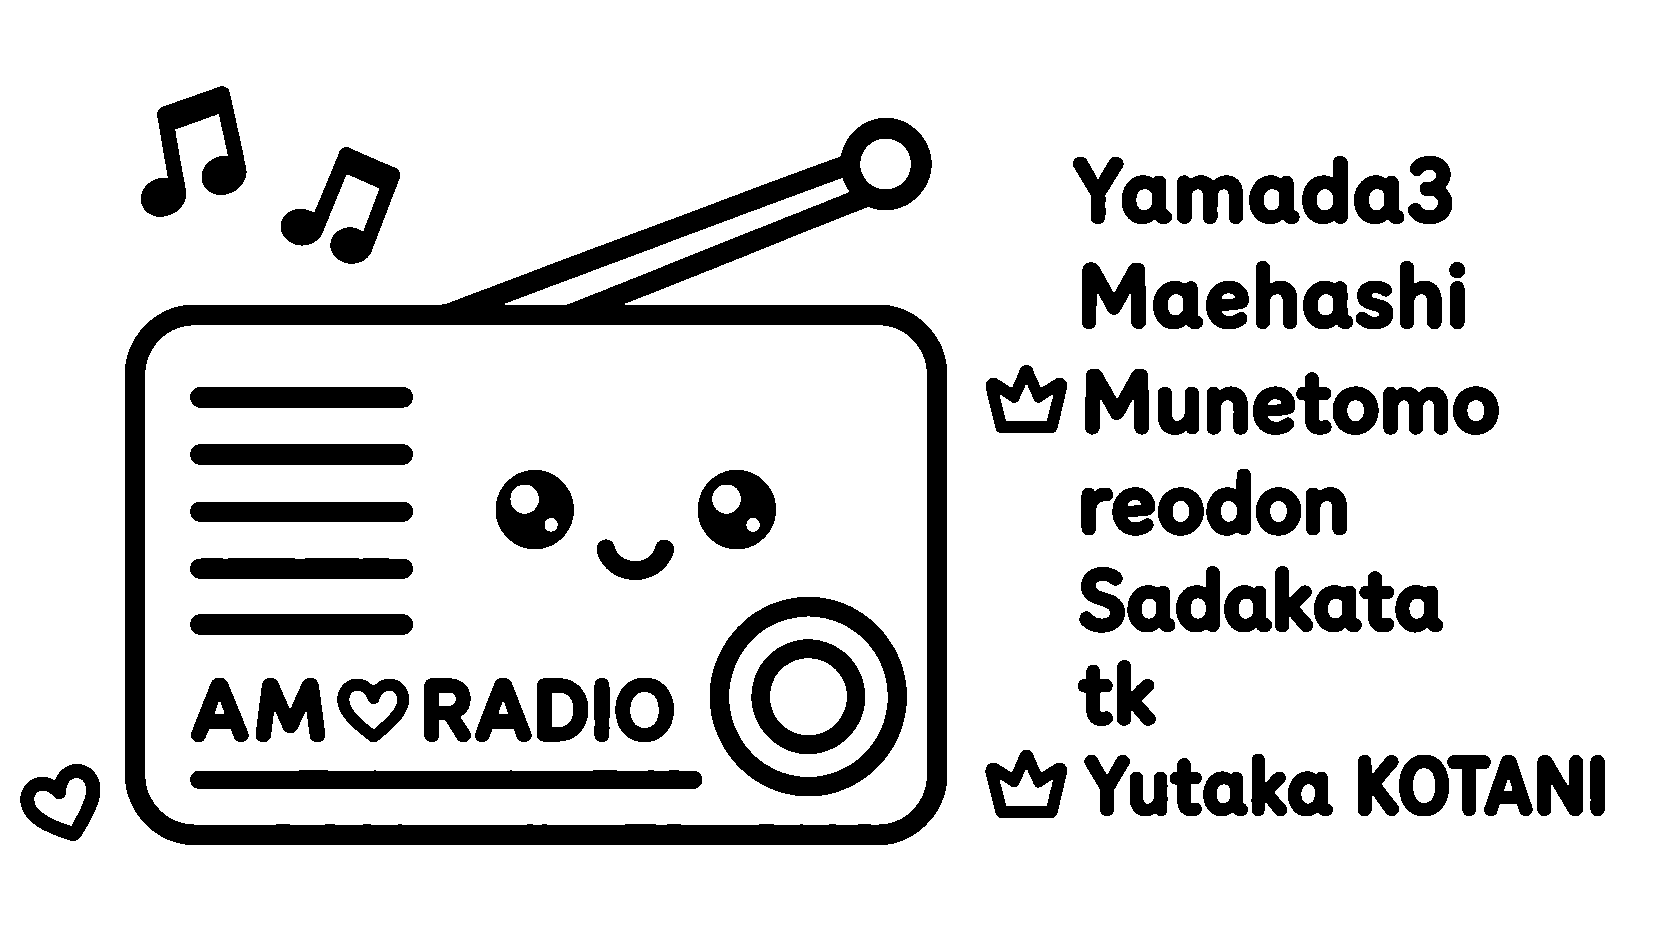 AM♡RADIO
Yamada3
Maehashi
Munetomo
reodon
Sadakata
tk
Yutaka KOTANI